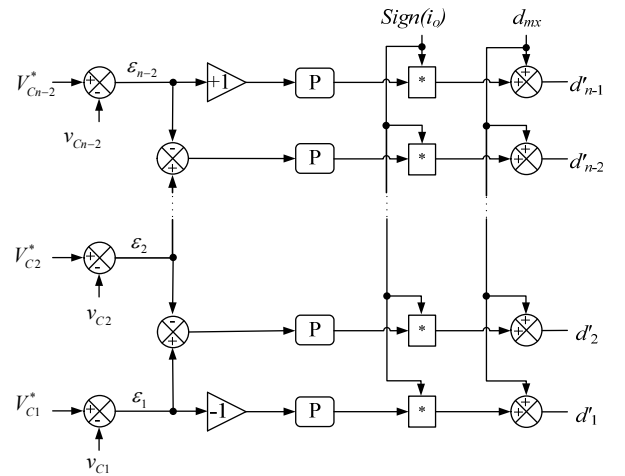 Sign(iₒ) dₘₓ
V*Cn−2 + - εn−2 +1 P * + + d'n-1
vCn−2
- + P * + + d'n-2
V*C2 + - ε2
vC2
- + P * + + d'2
V*C1 + - ε1 -1 P * + + d'1
vC1